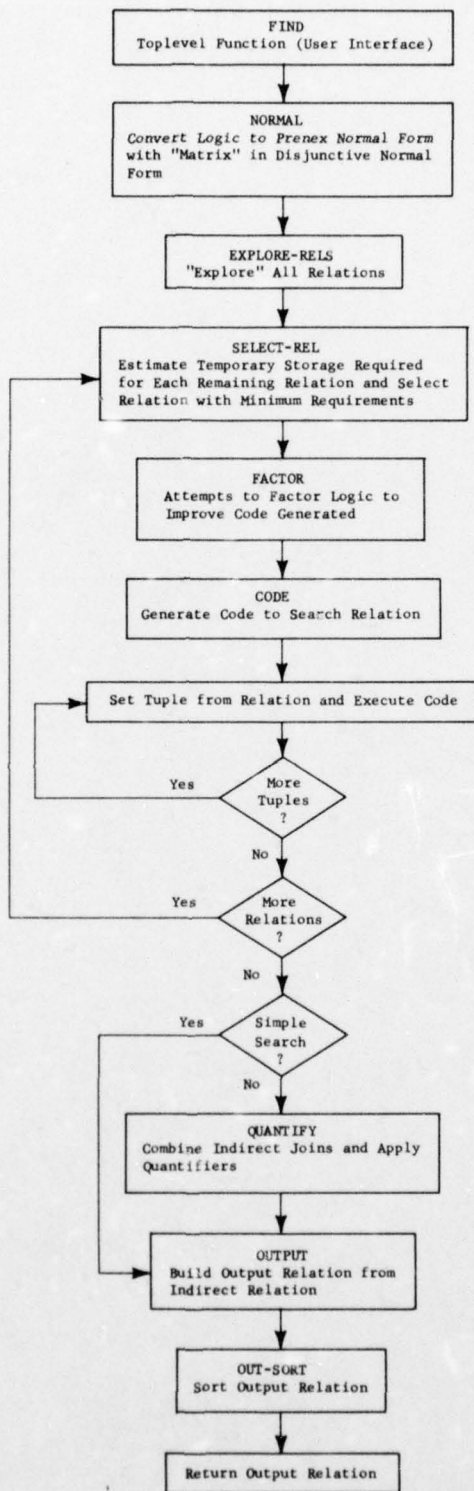 FIND
Toplevel Function (User Interface)
NORMAL
Convert Logic to Prenex Normal Form
with "Matrix" in Disjunctive Normal
Form
EXPLORE-RELS
"Explore" All Relations
SELECT-REL
Estimate Temporary Storage Required
for Each Remaining Relation and Select
Relation with Minimum Requirements
FACTOR
Attempts to Factor Logic to
Improve Code Generated
CODE
Generate Code to Search Relation
Set Tuple from Relation and Execute Code
Yes
More
Tuples
?
No
Yes
More
Relations
?
No
Yes
Simple
Search
?
No
QUANTIFY
Combine Indirect Joins and Apply
Quantifiers
OUTPUT
Build Output Relation from
Indirect Relation
OUT-SORT
Sort Output Relation
Return Output Relation